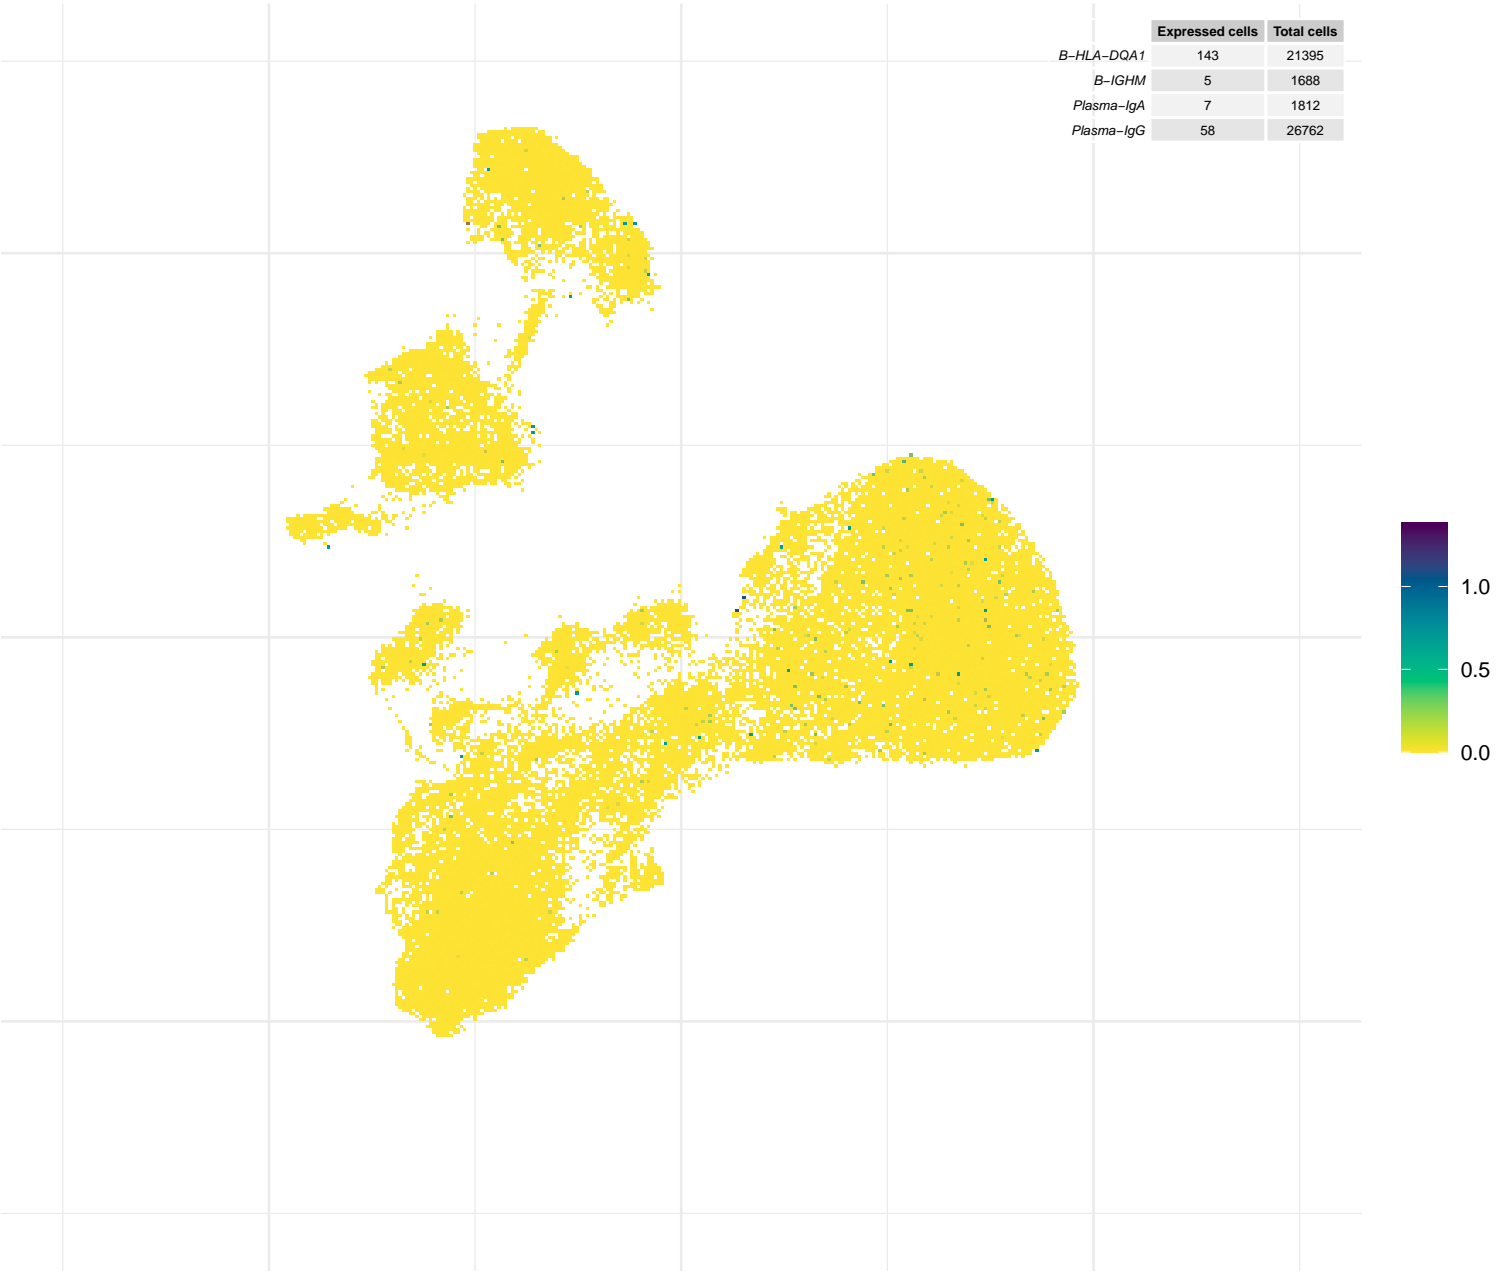 Expressed cells Total cells
B−HLA−DQA1 143 21395
B−IGHM 5 1688
Plasma−IgA 7 1812
Plasma−IgG 58 26762
1.0
0.5
0.0